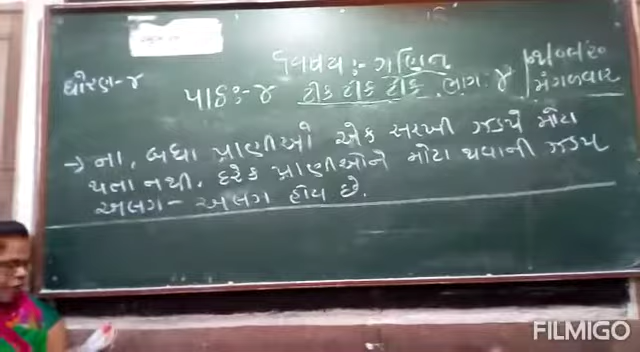 વિષય :- ગણિત
ધોરણ-૪
પાઠ:-૪ ટીક ટીક ટીક . ભાગ ૪
મંગળવાર
→ ના, બધા પ્રાણીઓ એક સરખી ઝડપે મોટા
થતા નથી. દરેક પ્રાણીઓને મોટા થવાની ઝડપ
અલગ - અલગ હોય છે.
FILMIGO